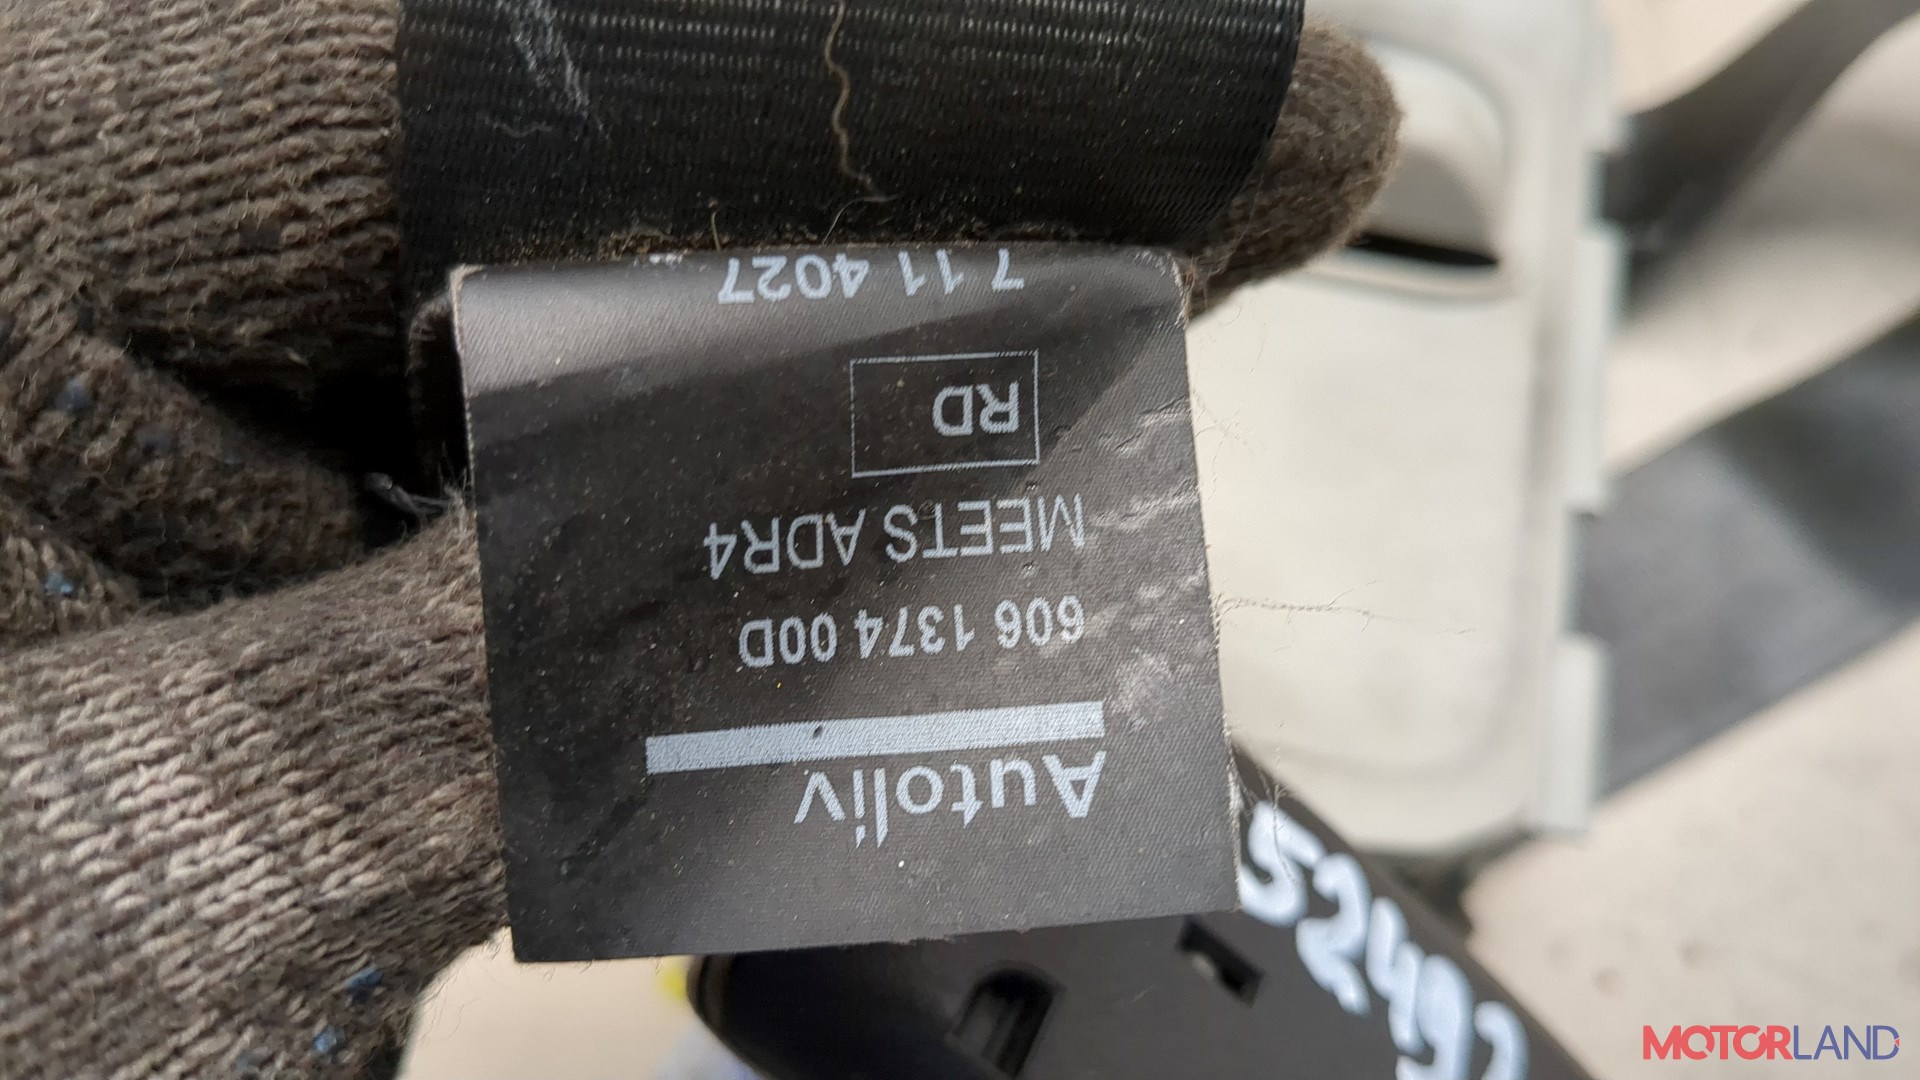 Autoliv
606 1374 00D
MEETS ADR4
RD
7 11 4027
MOTORLAND